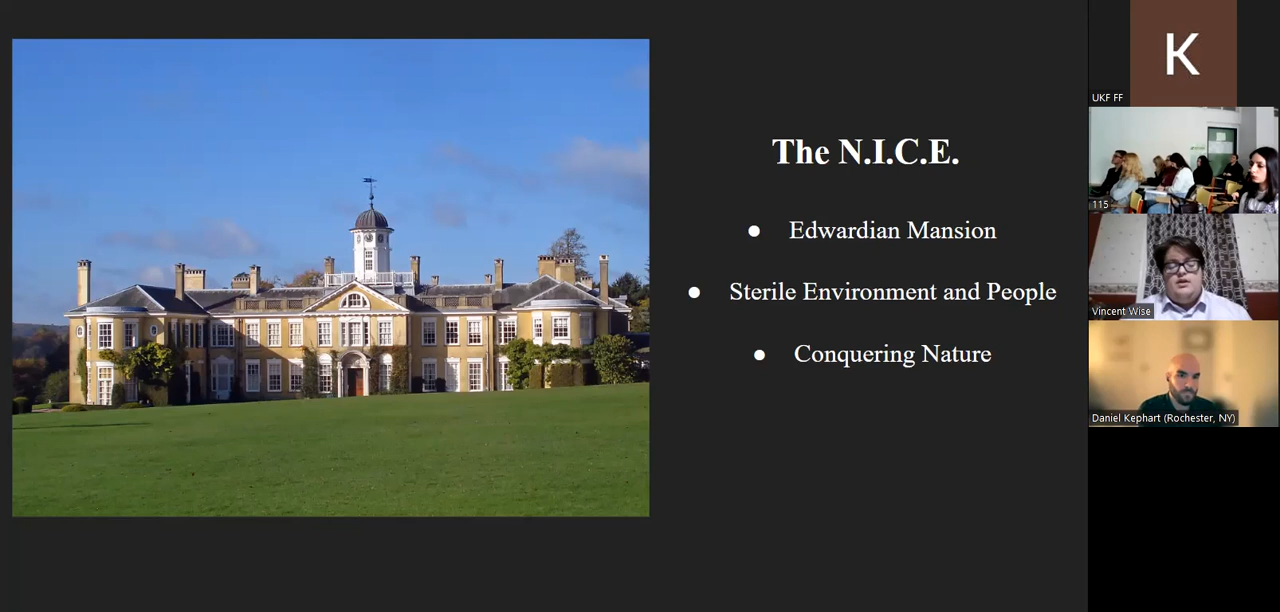 The N.I.C.E.
● Edwardian Mansion
● Sterile Environment and People
● Conquering Nature
K
UKF FF
115
Vincent Wise
Daniel Kephart (Rochester, NY)